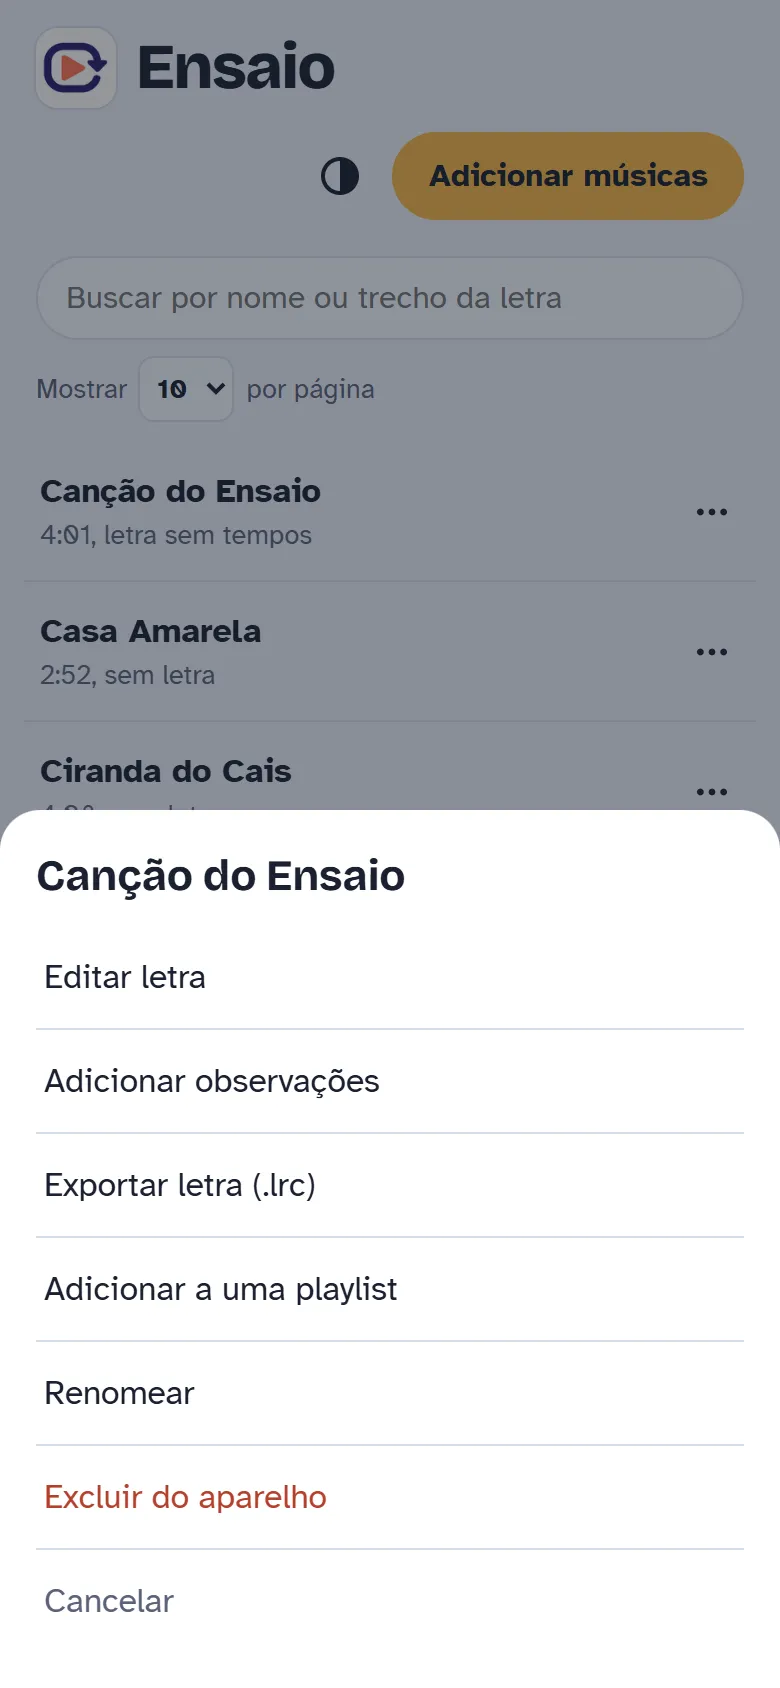 Ensaio
Adicionar músicas
Buscar por nome ou trecho da letra
Mostrar 10 por página
Canção do Ensaio
4:01, letra sem tempos
Casa Amarela
2:52, sem letra
Ciranda do Cais
Canção do Ensaio
Editar letra
Adicionar observações
Exportar letra (.lrc)
Adicionar a uma playlist
Renomear
Excluir do aparelho
Cancelar